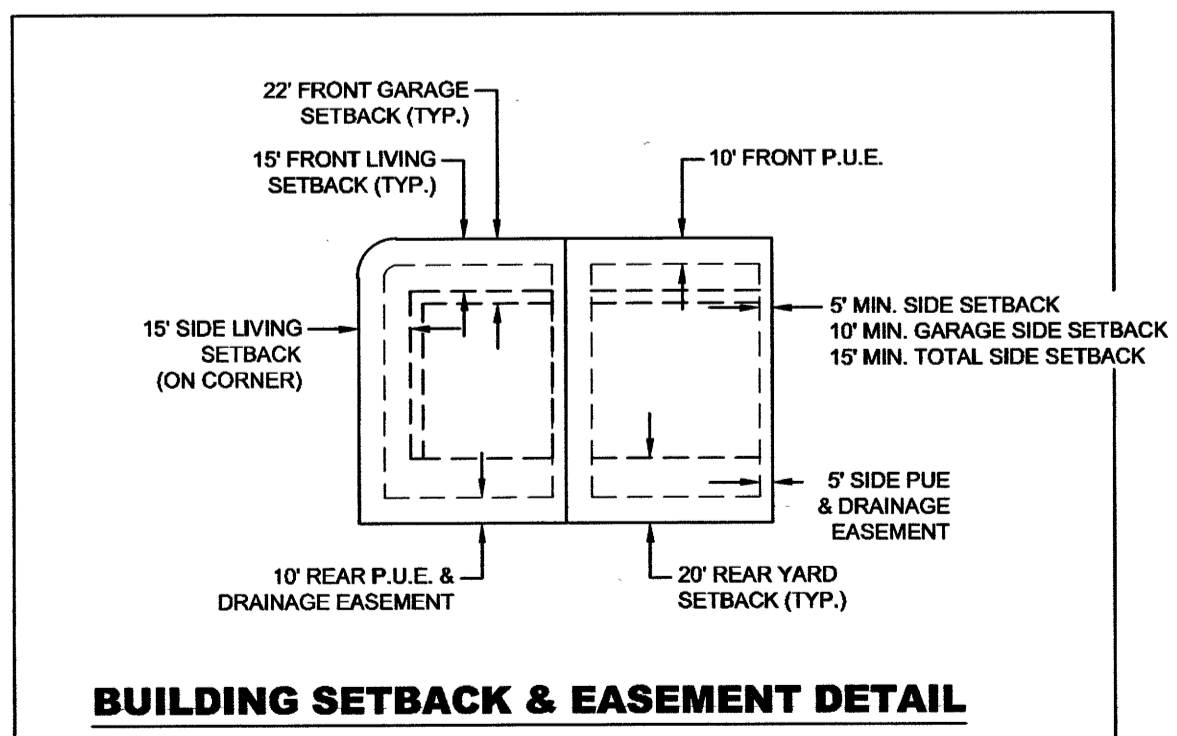 22' FRONT GARAGE
SETBACK (TYP.)
15' FRONT LIVING
SETBACK (TYP.)
10' FRONT P.U.E.
15' SIDE LIVING
SETBACK
(ON CORNER)
5' MIN. SIDE SETBACK
10' MIN. GARAGE SIDE SETBACK
15' MIN. TOTAL SIDE SETBACK
5' SIDE PUE
& DRAINAGE
EASEMENT
10' REAR P.U.E. &
DRAINAGE EASEMENT
20' REAR YARD
SETBACK (TYP.)
BUILDING SETBACK & EASEMENT DETAIL